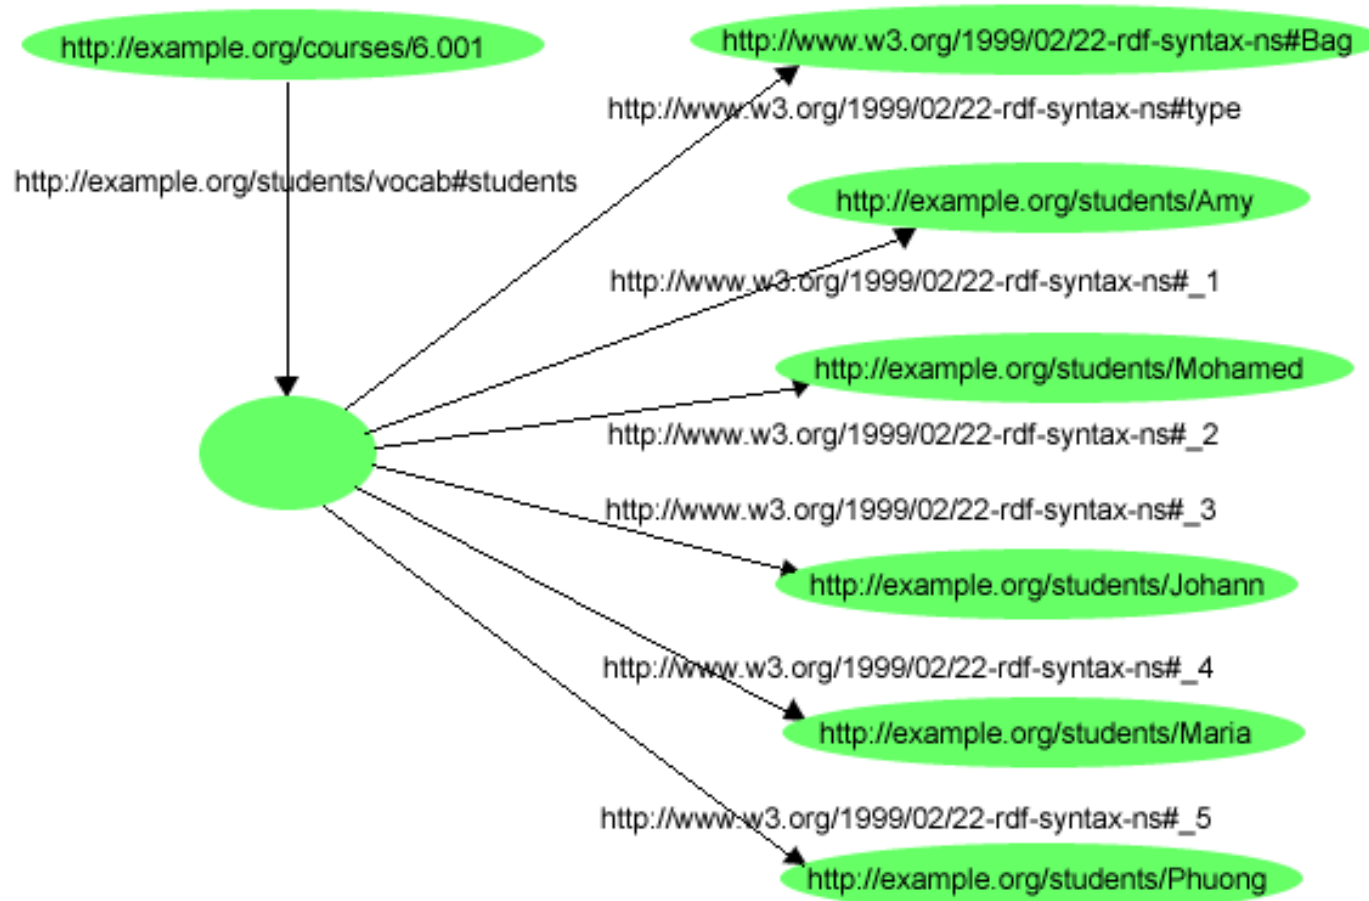 http://example.org/courses/6.001
http://www.w3.org/1999/02/22-rdf-syntax-ns#Bag
http://www.w3.org/1999/02/22-rdf-syntax-ns#type
http://example.org/students/vocab#students
http://example.org/students/Amy
http://www.w3.org/1999/02/22-rdf-syntax-ns#_1
http://example.org/students/Mohamed
http://www.w3.org/1999/02/22-rdf-syntax-ns#_2
http://www.w3.org/1999/02/22-rdf-syntax-ns#_3
http://example.org/students/Johann
http://www.w3.org/1999/02/22-rdf-syntax-ns#_4
http://example.org/students/Maria
http://www.w3.org/1999/02/22-rdf-syntax-ns#_5
http://example.org/students/Phuong